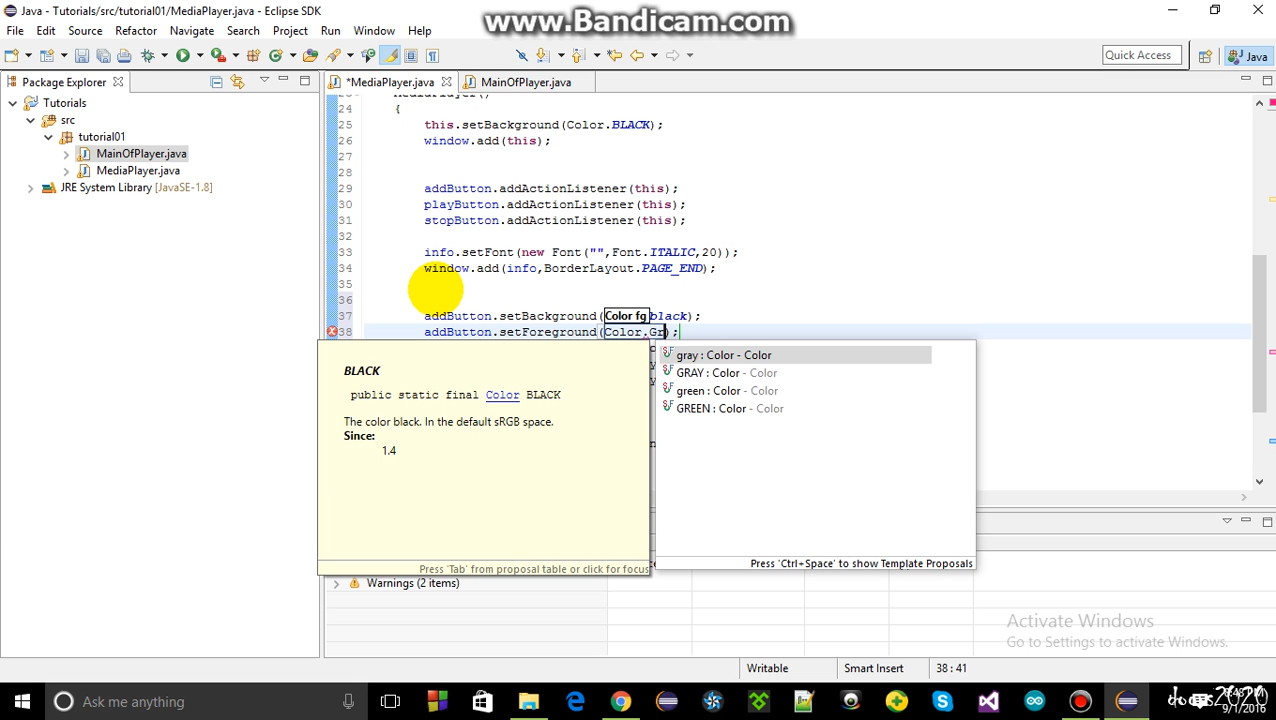 Java - Tutorials/src/tutorial01/MediaPlayer.java - Eclipse SDK
www.Bandicam.com
File Edit Source Refactor Navigate Search Project Run Window Help
Quick Access
Java
Package Explorer
*MediaPlayer.java
MainOfPlayer.java
Tutorials
src
tutorial01
MainOfPlayer.java
MediaPlayer.java
JRE System Library [JavaSE-1.8]
MediaPlayer()
24 {
25 this.setBackground(Color.BLACK);
26 window.add(this);
27
28
29 addButton.addActionListener(this);
30 playButton.addActionListener(this);
31 stopButton.addActionListener(this);
32
33 info.setFont(new Font("",Font.ITALIC,20));
34 window.add(info,BorderLayout.PAGE_END);
35
36
37 addButton.setBackground( black);
Color fg
38 addButton.setForeground(Color.Gr);
BLACK
public static final Color BLACK
The color black. In the default sRGB space.
Since:
1.4
Press 'Tab' from proposal table or click for focus
gray : Color - Color
GRAY : Color - Color
green : Color - Color
GREEN : Color - Color
Press 'Ctrl+Space' to show Template Proposals
Warnings (2 items)
Activate Windows
Go to Settings to activate Windows.
Writable
Smart Insert
38 : 41
Ask me anything
9/1/2016